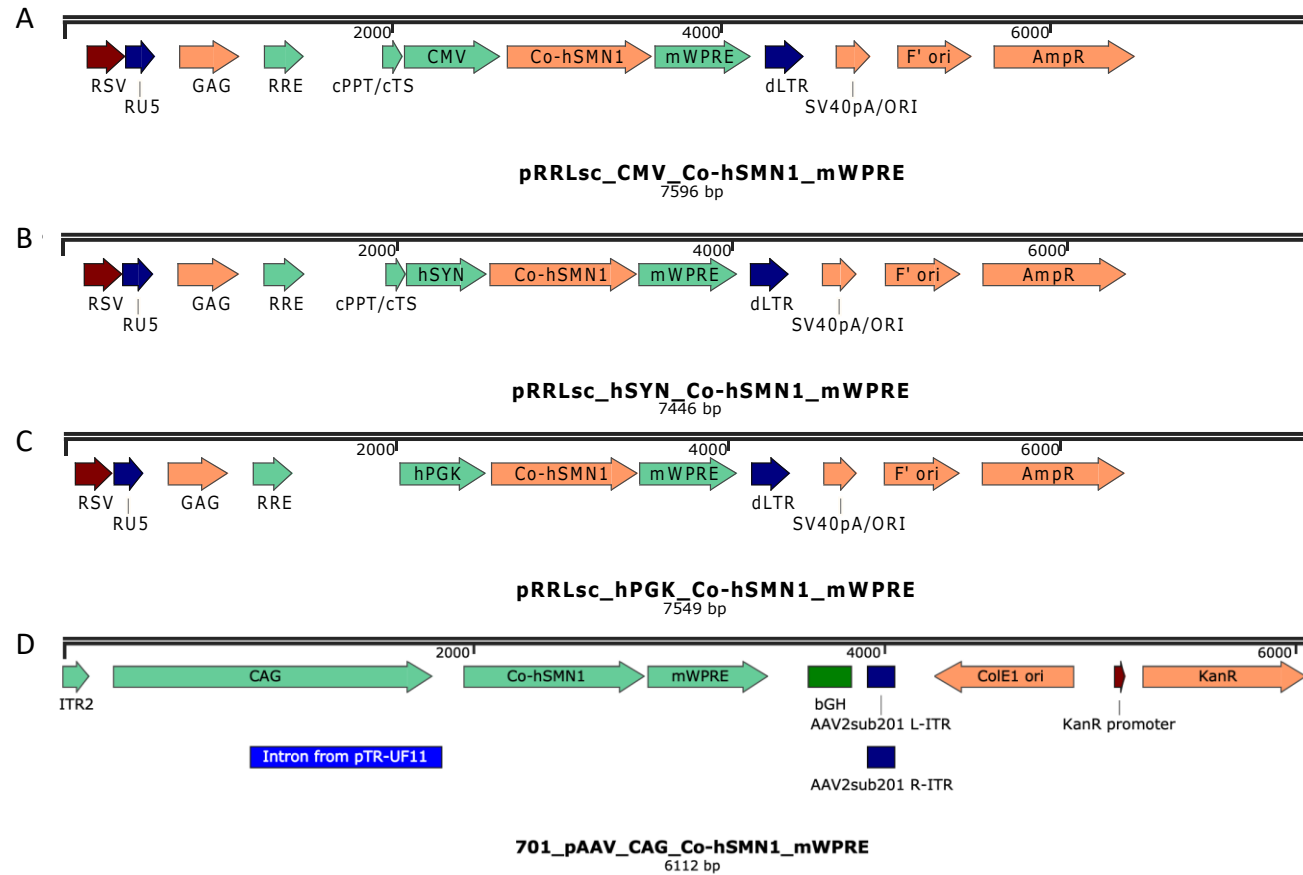 A
2000 4000 6000
CMV Co-hSMN1 mWPRE F' ori AmpR
RSV GAG RRE cPPT/cTS dLTR
RU5 SV40pA/ORI
pRRLsc_CMV_Co-hSMN1_mWPRE
7596 bp
B
2000 4000 6000
hSYN Co-hSMN1 mWPRE F' ori AmpR
RSV GAG RRE cPPT/cTS dLTR
RU5 SV40pA/ORI
pRRLsc_hSYN_Co-hSMN1_mWPRE
7446 bp
C
2000 4000 6000
hPGK Co-hSMN1 mWPRE F' ori AmpR
RSV GAG RRE dLTR
RU5 SV40pA/ORI
pRRLsc_hPGK_Co-hSMN1_mWPRE
7549 bp
D
2000 4000 6000
CAG Co-hSMN1 mWPRE ColE1 ori KanR
ITR2 bGH
AAV2sub201 L-ITR KanR promoter
Intron from pTR-UF11
AAV2sub201 R-ITR
701_pAAV_CAG_Co-hSMN1_mWPRE
6112 bp